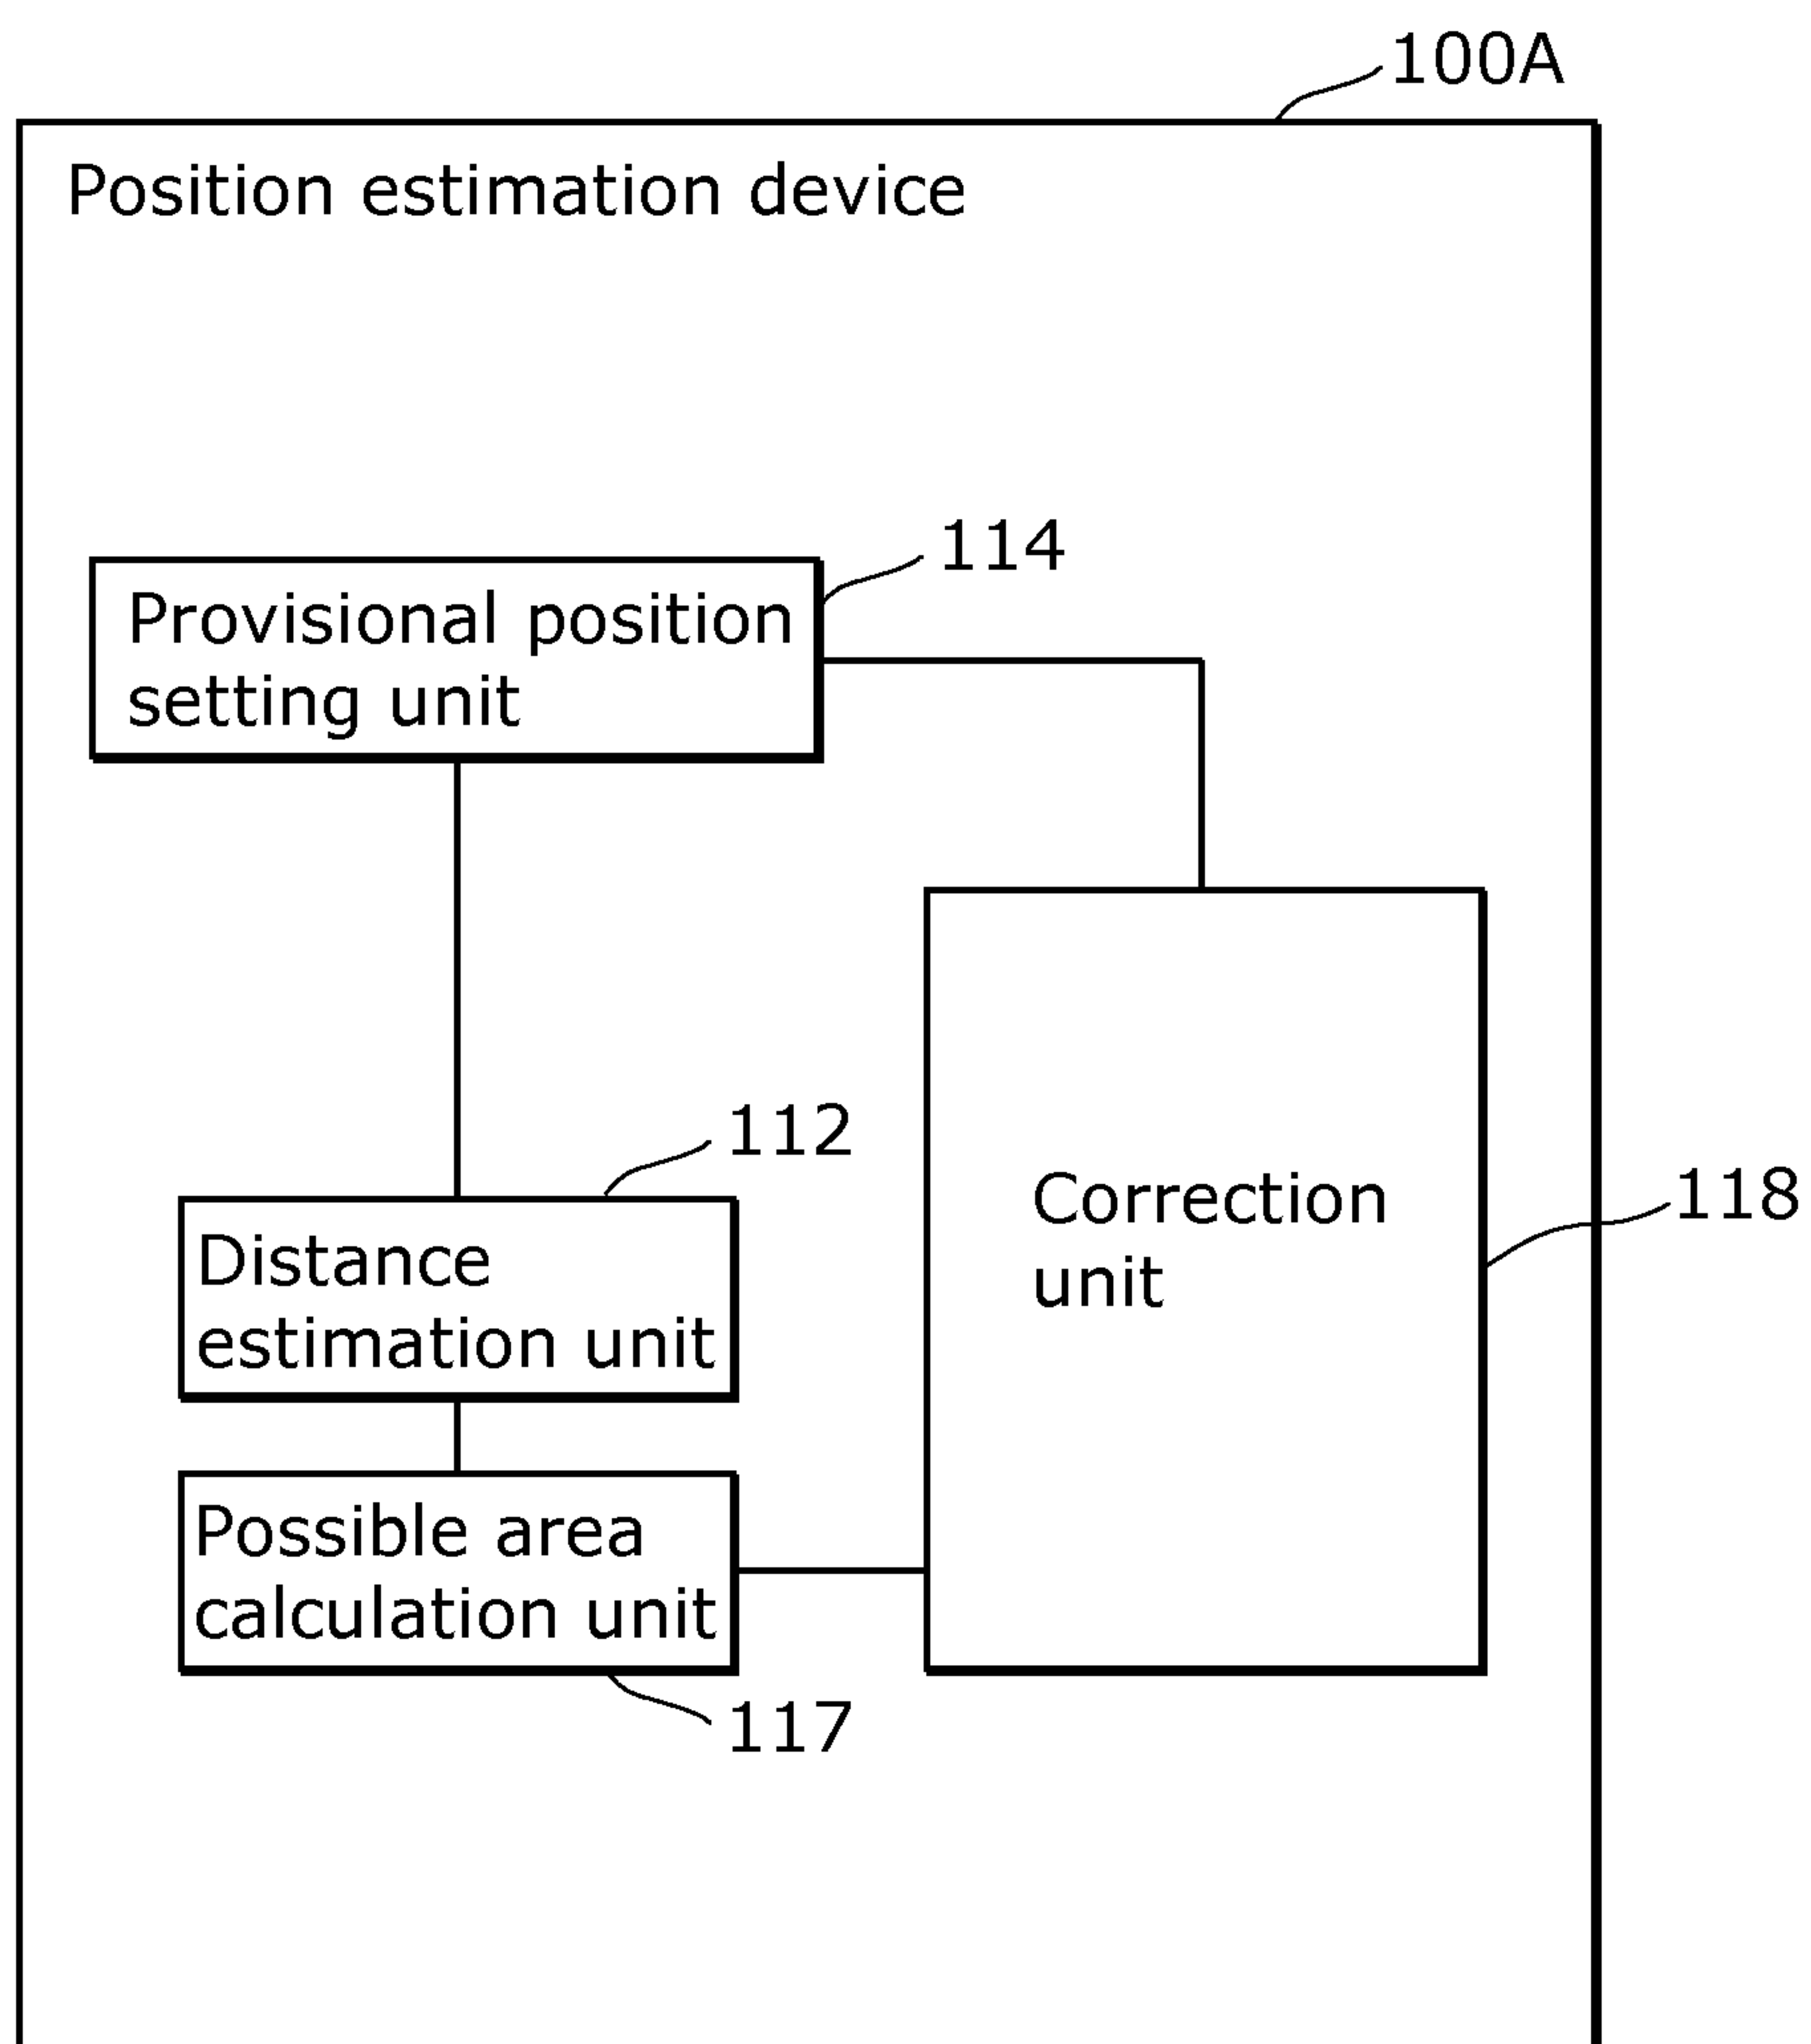 100A
Position estimation device
114
Provisional position
setting unit
112
Distance
estimation unit
Correction
unit
118
Possible area
calculation unit
117